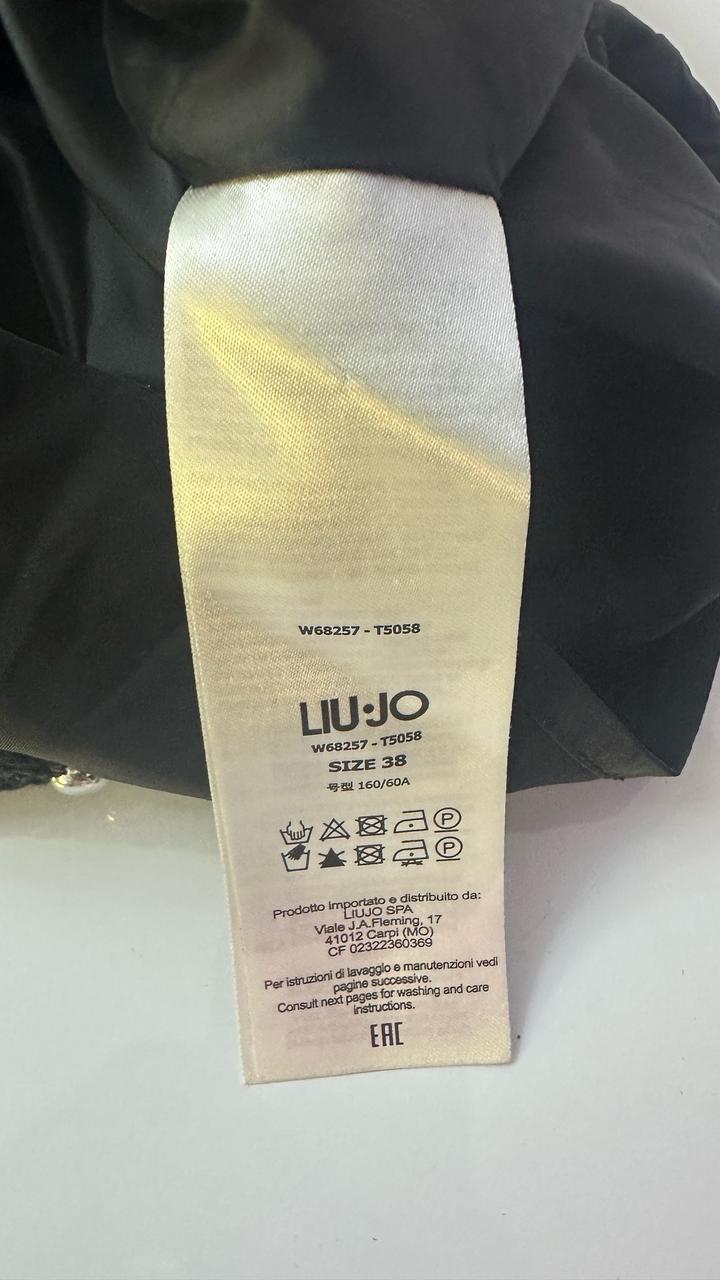 W68257 - T5058
LIU·JO
W68257 - T5058
SIZE 38
号型 160/60A
P
P
Prodotto importato e distribuito da:
LIUJO SPA
Viale J.A.Fleming, 17
41012 Carpi (MO)
CF 02322360369
Per istruzioni di lavaggio e manutenzioni vedi
pagine successive.
Consult next pages for washing and care
instructions.
EAC